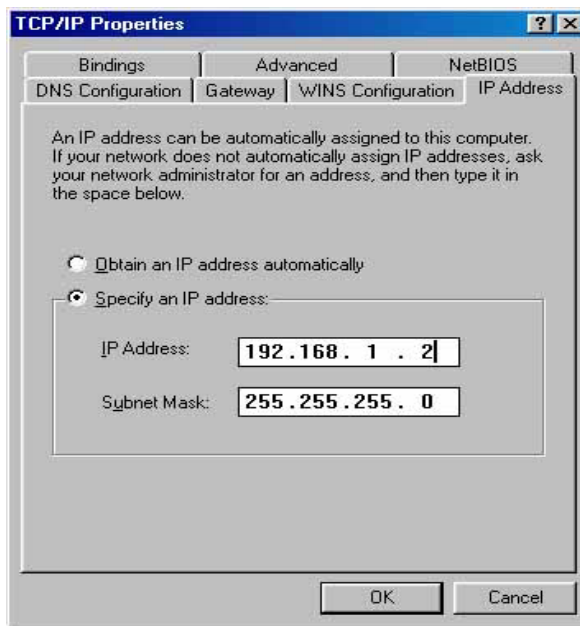 TCP/IP Properties
? ×
Bindings Advanced NetBIOS
DNS Configuration Gateway WINS Configuration IP Address
An IP address can be automatically assigned to this computer.
If your network does not automatically assign IP addresses, ask
your network administrator for an address, and then type it in
the space below.
Obtain an IP address automatically
Specify an IP address:
IP Address: 192.168. 1 . 2
Subnet Mask: 255.255.255. 0
OK Cancel